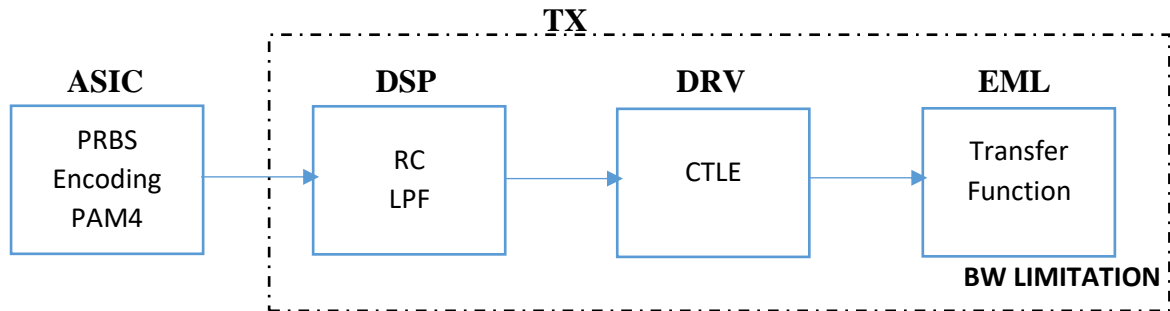 TX
ASIC
PRBS
Encoding
PAM4
DSP
RC
LPF
DRV
CTLE
EML
Transfer
Function
BW LIMITATION